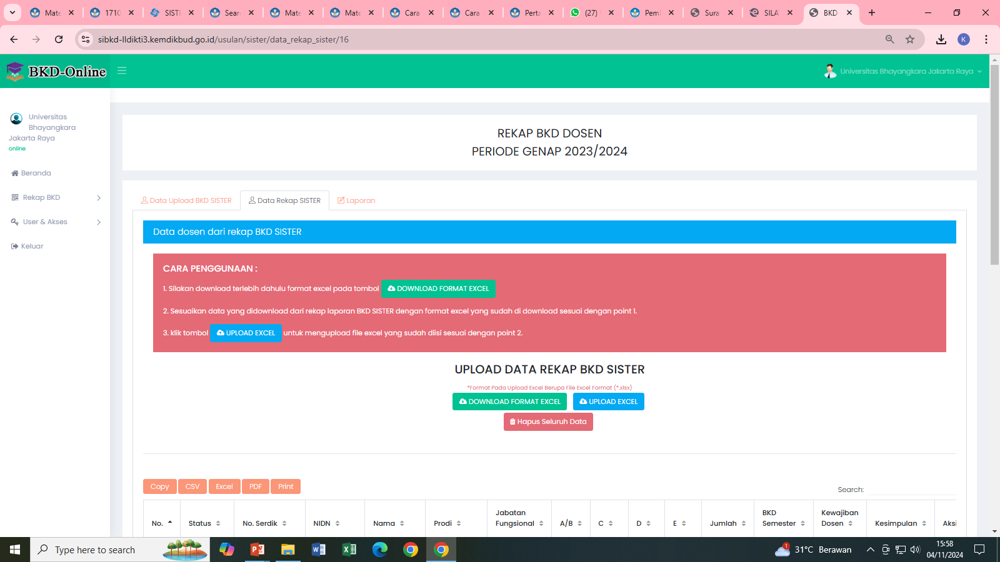 Mate
1710
SISTE
Sear
Mate
Mate
Cara
Cara
Perta
(27)
Pem
Sura
SILA
BKD
sibkd-lldikti3.kemdikbud.go.id/usulan/sister/data_rekap_sister/16
K
BKD-Online
Universitas Bhayangkara Jakarta Raya
Universitas
Bhayangkara
Jakarta Raya
online
Beranda
Rekap BKD
User & Akses
Keluar
REKAP BKD DOSEN
PERIODE GENAP 2023/2024
Data Upload BKD SISTER
Data Rekap SISTER
Laporan
Data dosen dari rekap BKD SISTER
CARA PENGGUNAAN :
1. Silakan download terlebih dahulu format excel pada tombol DOWNLOAD FORMAT EXCEL
2. Sesuaikan data yang didownload dari rekap laporan BKD SISTER dengan format excel yang sudah di download sesuai dengan point 1.
3. klik tombol UPLOAD EXCEL untuk mengupload file excel yang sudah diisi sesuai dengan point 2.
UPLOAD DATA REKAP BKD SISTER
*Format Pada Upload Excel Berupa File Excel Format (*.xlsx)
DOWNLOAD FORMAT EXCEL
UPLOAD EXCEL
Hapus Seluruh Data
Copy
CSV
Excel
PDF
Print
Search:
No.
Status
No. Serdik
NIDN
Nama
Prodi
Jabatan
Fungsional
A/B
C
D
E
Jumlah
BKD
Semester
Kewajiban
Dosen
Kesimpulan
Aksi
Type here to search
1
31°C Berawan
15:58
04/11/2024